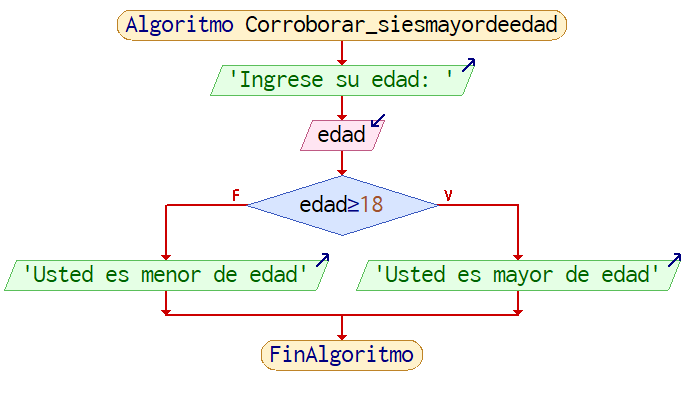 Algoritmo Corroborar_siesmayordeedad
'Ingrese su edad: '
edad
edad≥18
F
V
'Usted es menor de edad'
'Usted es mayor de edad'
FinAlgoritmo